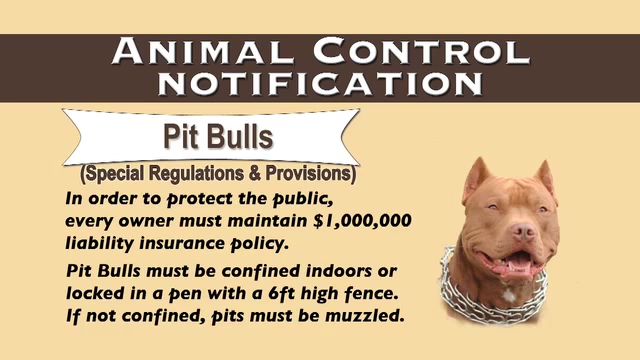 ANIMAL CONTROL
NOTIFICATION
Pit Bulls
(Special Regulations & Provisions)
In order to protect the public,
every owner must maintain $1,000,000
liability insurance policy.
Pit Bulls must be confined indoors or
locked in a pen with a 6ft high fence.
If not confined, pits must be muzzled.